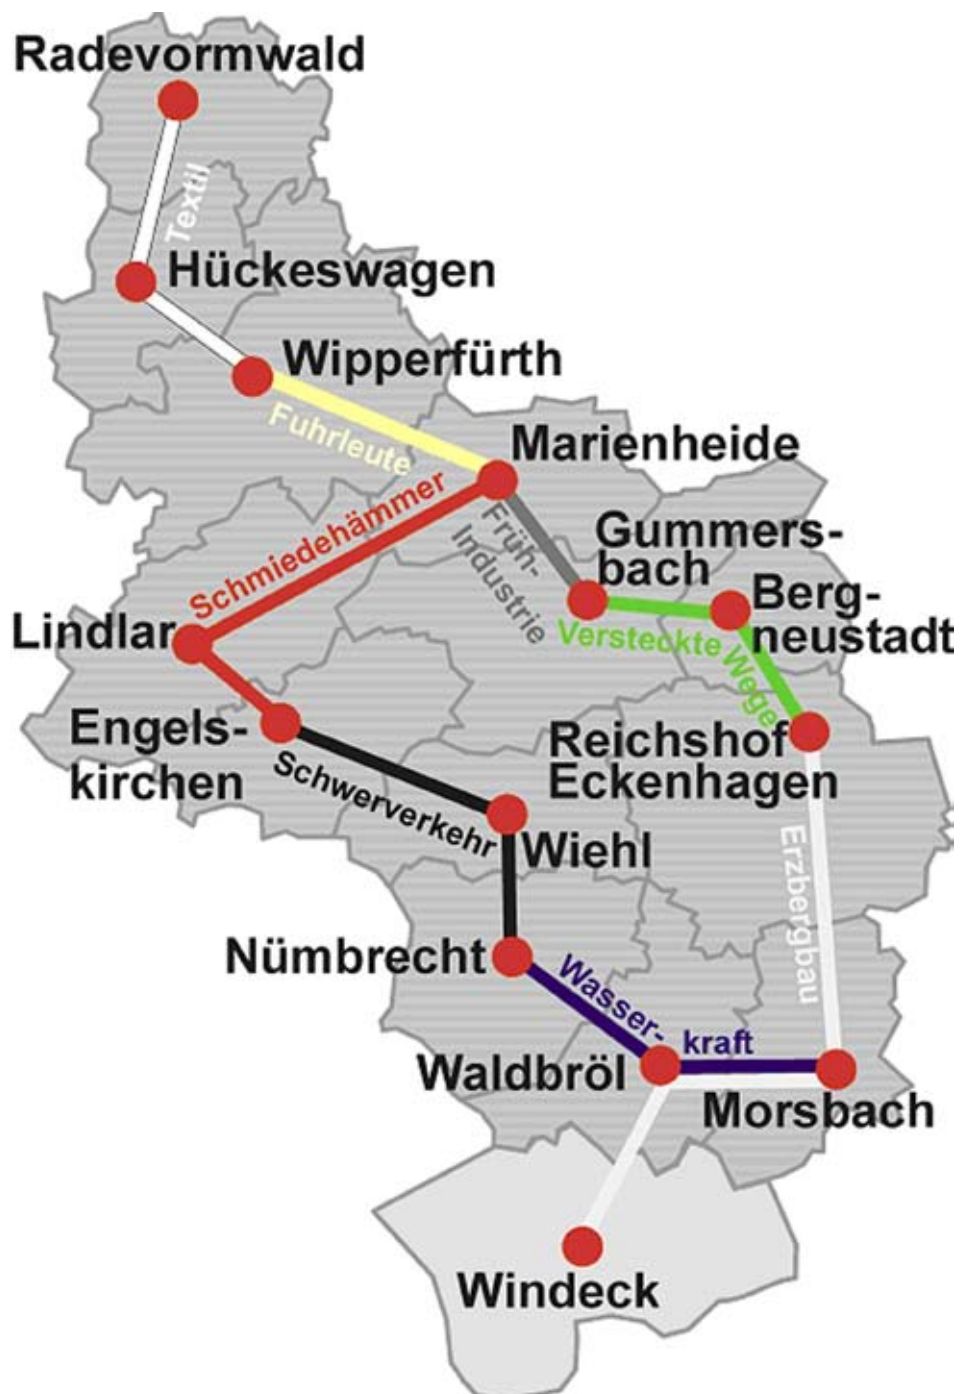 Radevormwald
Textil
Hückeswagen
Wipperfürth
Fuhrleute
Marienheide
Schmiedehämmer
Früh-
Industrie
Gummers-
bach
Berg-
neustadt
Versteckte Wege
Lindlar
Engels-
kirchen
Schwerverkehr
Reichshof
Eckenhagen
Wiehl
Erzbergbau
Nümbrecht
Wasser-
kraft
Waldbröl
Morsbach
Windeck